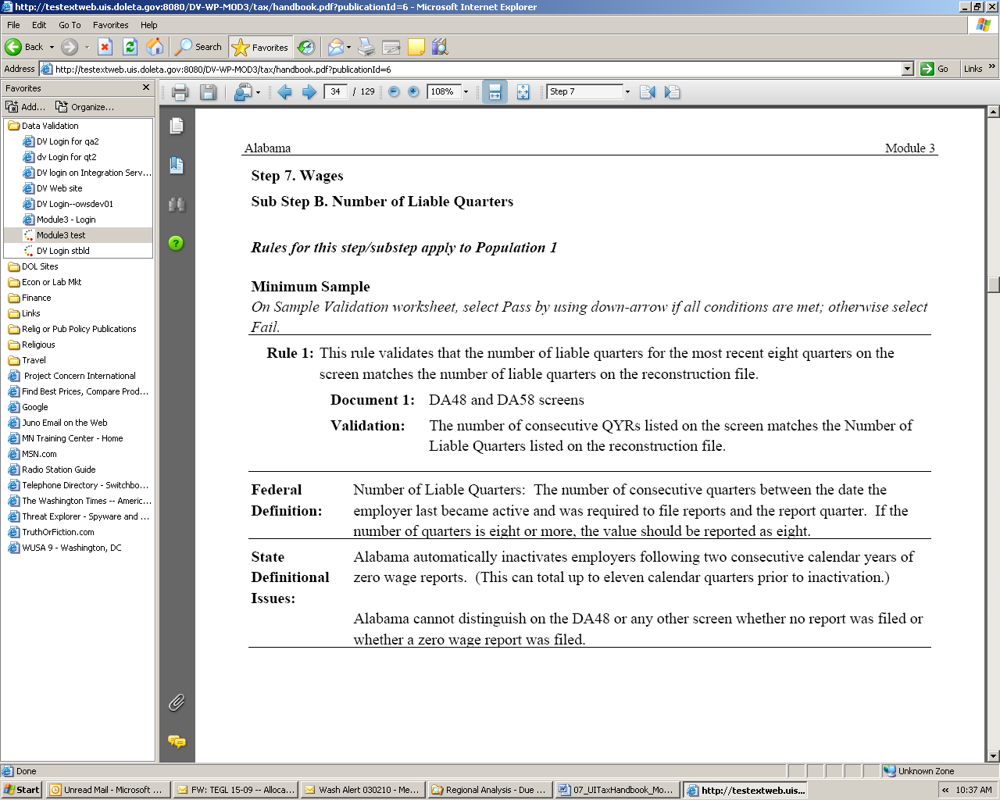 http://testextweb.uis.doleta.gov:8080/DV-WP-MOD3/tax/handbook.pdf?publicationId=6 - Microsoft Internet Explorer
File Edit Go To Favorites Help
Back Search Favorites
Address http://testextweb.uis.doleta.gov:8080/DV-WP-MOD3/tax/handbook.pdf?publicationId=6 Go Links »
Favorites
Add... Organize...
Data Validation
DV Login for qa2
dv Login for qt2
DV login on Integration Serv...
DV Web site
DV Login--owsdev01
Module3 - Login
Module3 test
DV Login stbld
DOL Sites
Econ or Lab Mkt
Finance
Links
Relig or Pub Policy Publications
Religious
Travel
Project Concern International
Find Best Prices, Compare Prod...
Google
Juno Email on the Web
MN Training Center - Home
MSN.com
Radio Station Guide
Telephone Directory - Switchbo...
The Washington Times -- Americ...
Threat Explorer - Spyware and ...
TruthOrFiction.com
WUSA 9 - Washington, DC
34 / 129 108% Step 7
Alabama Module 3
Step 7. Wages
Sub Step B. Number of Liable Quarters
Rules for this step/substep apply to Population 1
Minimum Sample
On Sample Validation worksheet, select Pass by using down-arrow if all conditions are met; otherwise select
Fail.
Rule 1: This rule validates that the number of liable quarters for the most recent eight quarters on the
screen matches the number of liable quarters on the reconstruction file.
Document 1: DA48 and DA58 screens
Validation: The number of consecutive QYRs listed on the screen matches the Number of
Liable Quarters listed on the reconstruction file.
Federal Number of Liable Quarters: The number of consecutive quarters between the date the
Definition: employer last became active and was required to file reports and the report quarter. If the
number of quarters is eight or more, the value should be reported as eight.
State Alabama automatically inactivates employers following two consecutive calendar years of
Definitional zero wage reports. (This can total up to eleven calendar quarters prior to inactivation.)
Issues:
Alabama cannot distinguish on the DA48 or any other screen whether no report was filed or
whether a zero wage report was filed.
Done Unknown Zone
Start Unread Mail - Microsoft ... FW: TEGL 15-09 -- Alloca... Wash Alert 030210 - Me... Regional Analysis - Due ... 07_UITaxHandbook_Mo... http://testextweb.uis... « 10:37 AM